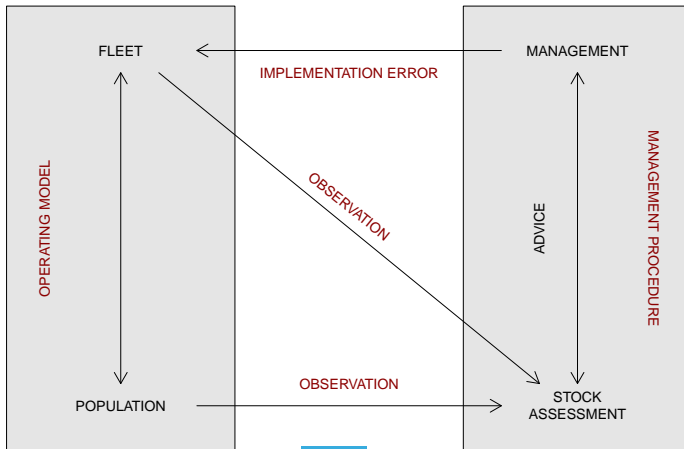 FLEET
MANAGEMENT
IMPLEMENTATION ERROR
OPERATING MODEL
OBSERVATION
ADVICE
MANAGEMENT PROCEDURE
OBSERVATION
POPULATION
STOCK
ASSESSMENT